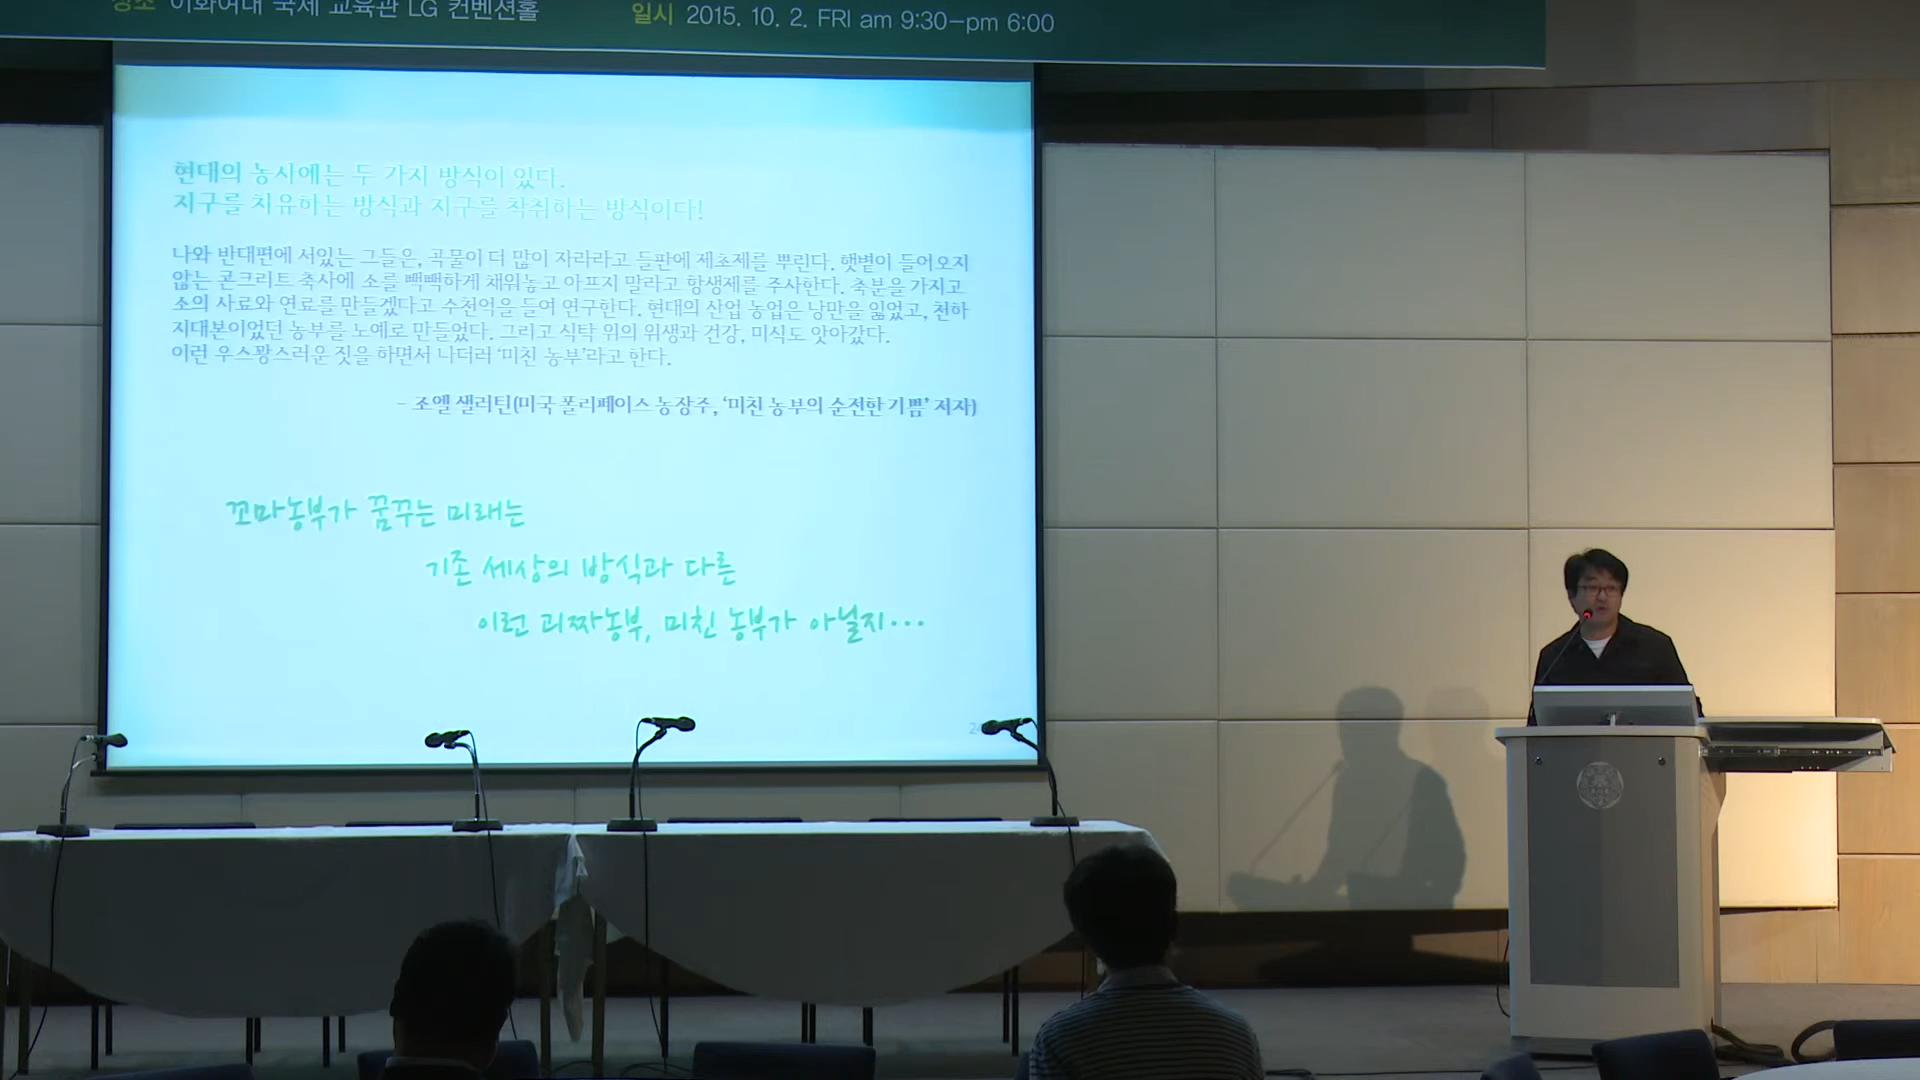 장소 이화여대 국제 교육관 LG 컨벤션홀
일시 2015. 10. 2. FRI am 9:30-pm 6:00
현대의 농사에는 두 가지 방식이 있다.
지구를 치유하는 방식과 지구를 착취하는 방식이다!
나와 반대편에 서있는 그들은, 곡물이 더 많이 자라라고 들판에 제초제를 뿌린다. 햇볕이 들어오지
않는 콘크리트 축사에 소를 빽빽하게 채워놓고 아프지 말라고 항생제를 주사한다. 축분을 가지고
소의 사료와 연료를 만들겠다고 수천억을 들여 연구한다. 현대의 산업 농업은 낭만을 잃었고, 천하
지대본이었던 농부를 노예로 만들었다. 그리고 식탁 위의 위생과 건강, 미식도 앗아갔다.
이런 우스꽝스러운 짓을 하면서 나더러 ‘미친 농부’라고 한다.
- 조엘 샐러틴(미국 폴리페이스 농장주, ‘미친 농부의 순전한 기쁨’ 저자)
꼬마농부가 꿈꾸는 미래는
기존 세상의 방식과 다른
이런 괴짜농부, 미친 농부가 아닐지...